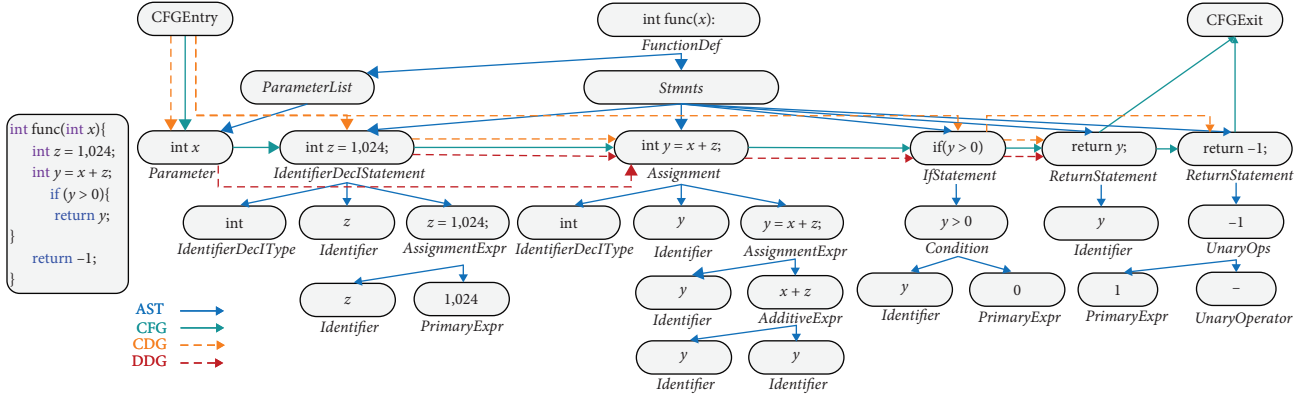 CFGEntry
int func(x):
FunctionDef
CFGExit
ParameterList
Stmnts
int func(int x){
int z = 1,024;
int y = x + z;
if (y > 0){
return y;
}
return –1;
}
int x
Parameter
int z = 1,024;
IdentifierDecIStatement
int y = x + z;
Assignment
if(y > 0)
IfStatement
return y;
ReturnStatement
return –1;
ReturnStatement
int
IdentifierDecIType
z
Identifier
z = 1,024;
AssignmentExpr
int
IdentifierDecIType
y
Identifier
y = x + z;
AssignmentExpr
y > 0
Condition
y
Identifier
–1
UnaryOps
z
Identifier
1,024
PrimaryExpr
y
Identifier
x + z
AdditiveExpr
y
Identifier
0
PrimaryExpr
1
PrimaryExpr
–
UnaryOperator
y
Identifier
y
Identifier
AST
CFG
CDG
DDG